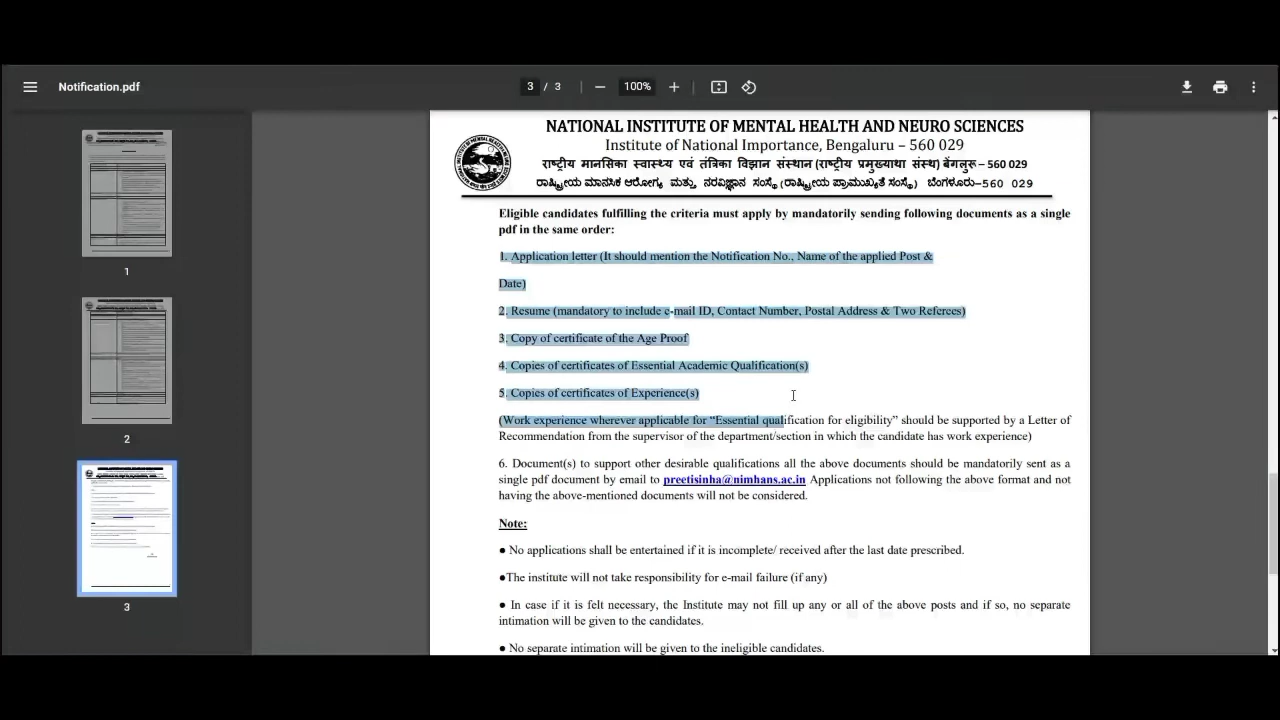 Notification.pdf
3 / 3
100%
1
2
3
NATIONAL INSTITUTE OF MENTAL HEALTH AND NEURO SCIENCES
Institute of National Importance, Bengaluru – 560 029
राष्ट्रीय मानसिका स्वास्थ्य एवं तंत्रिका विज्ञान संस्थान (राष्ट्रीय प्रमुख्याथा संस्थ) बेंगलूरु – 560 029
ರಾಷ್ಟ್ರೀಯ ಮಾನಸಿಕ ಆರೋಗ್ಯ ಮತ್ತು ನರವಿಜ್ಞಾನ ಸಂಸ್ಥೆ (ರಾಷ್ಟ್ರೀಯ ಪ್ರಾಮುಖ್ಯತೆ ಸಂಸ್ಥೆ) ಬೆಂಗಳೂರು–560 029
Eligible candidates fulfilling the criteria must apply by mandatorily sending following documents as a single
pdf in the same order:
1. Application letter (It should mention the Notification No., Name of the applied Post &
Date)
2. Resume (mandatory to include e-mail ID, Contact Number, Postal Address & Two Referees)
3. Copy of certificate of the Age Proof
4. Copies of certificates of Essential Academic Qualification(s)
5. Copies of certificates of Experience(s)
(Work experience wherever applicable for “Essential qualification for eligibility” should be supported by a Letter of
Recommendation from the supervisor of the department/section in which the candidate has work experience)
6. Document(s) to support other desirable qualifications all the above documents should be mandatorily sent as a
single pdf document by email to preetisinha@nimhans.ac.in Applications not following the above format and not
having the above-mentioned documents will not be considered.
Note:
● No applications shall be entertained if it is incomplete/ received after the last date prescribed.
●The institute will not take responsibility for e-mail failure (if any)
● In case if it is felt necessary, the Institute may not fill up any or all of the above posts and if so, no separate
intimation will be given to the candidates.
● No separate intimation will be given to the ineligible candidates.